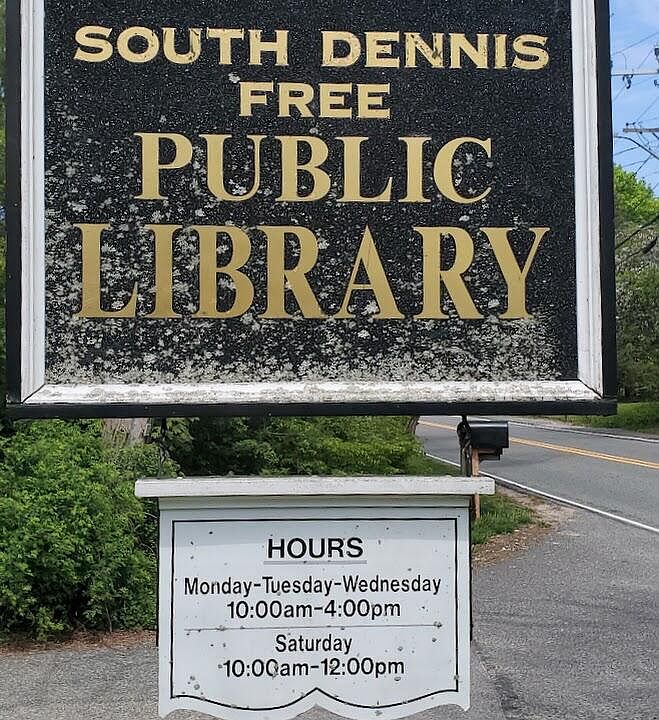 SOUTH DENNIS
FREE
PUBLIC
LIBRARY
HOURS
Monday-Tuesday-Wednesday
10:00am-4:00pm
Saturday
10:00am-12:00pm